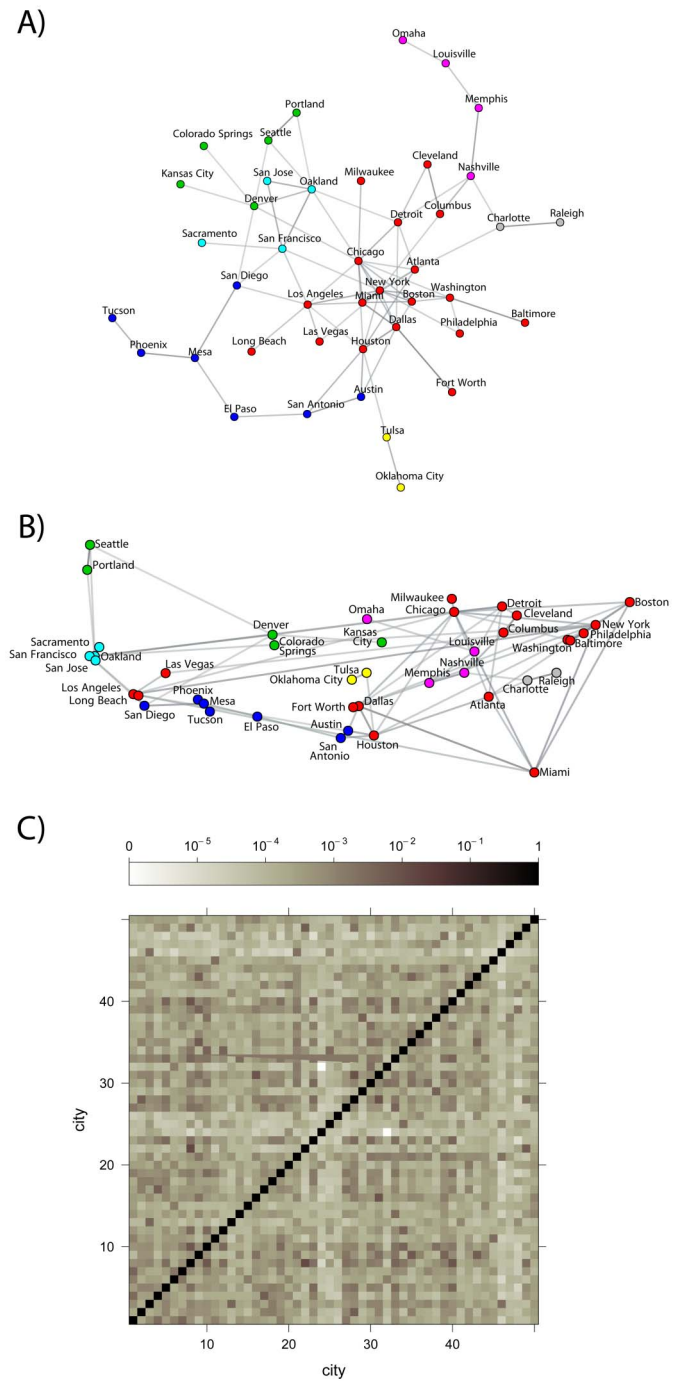 A)
Omaha
Louisville
Memphis
Portland
Colorado Springs
Seattle
Cleveland
Kansas City
San Jose
Oakland
Milwaukee
Nashville
Denver
Detroit
Columbus
Charlotte
Raleigh
Sacramento
San Francisco
Chicago
Atlanta
San Diego
New York
Washington
Los Angeles
Miami
Boston
Tucson
Dallas
Philadelphia
Baltimore
Phoenix
Mesa
Long Beach
Las Vegas
Houston
Fort Worth
El Paso
San Antonio
Austin
Tulsa
Oklahoma City
B)
Seattle
Portland
Milwaukee
Detroit
Boston
Omaha
Chicago
Cleveland
Denver
Kansas
City
Columbus
New York
Sacramento
Colorado
Springs
Louisville
Philadelphia
San Francisco
Oakland
Washington
Baltimore
San Jose
Las Vegas
Tulsa
Nashville
Oklahoma City
Memphis
Raleigh
Charlotte
Los Angeles
Phoenix
Long Beach
Mesa
Fort Worth
Dallas
Atlanta
San Diego
Tucson
El Paso
Austin
San
Antonio
Houston
Miami
C)
0 10⁻⁵ 10⁻⁴ 10⁻³ 10⁻² 10⁻¹ 1
40
30
20
10
city
10 20 30 40
city